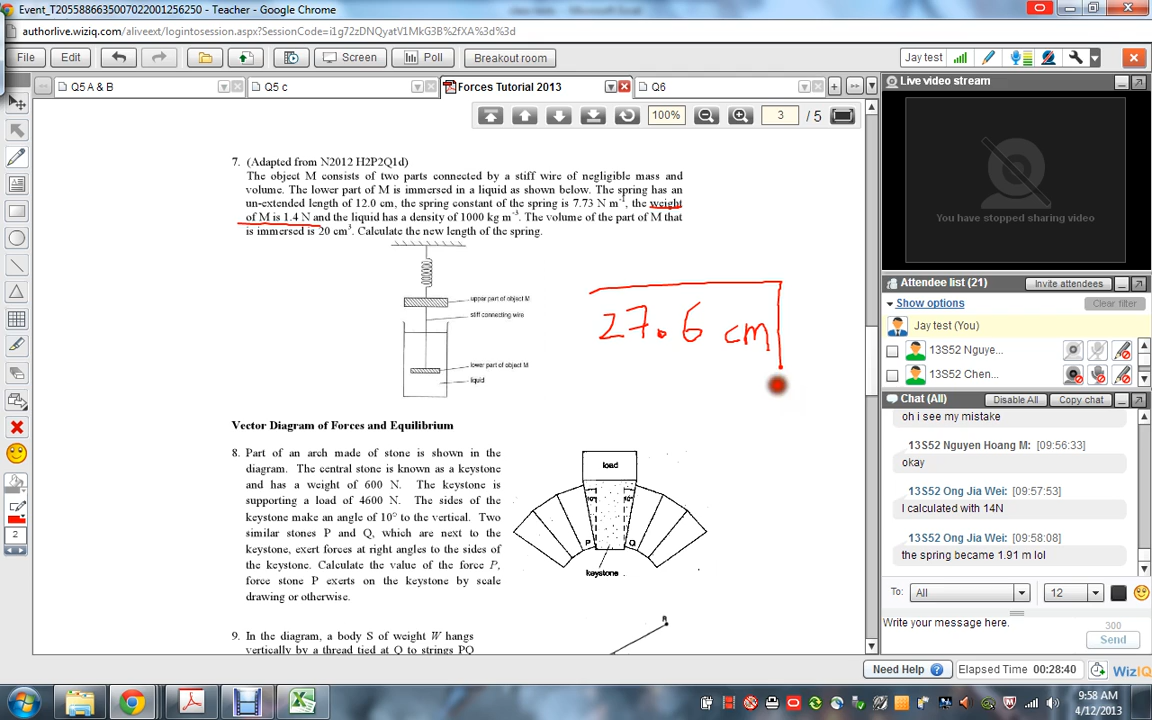 Event_T20558866350070220012​56250 - Teacher - Google Chrome
authorlive.wiziq.com/aliveext/logintosession.aspx?SessionCode=i1g72zDNQyatV1MkG3B%2fXA%3d%3d
File Edit Screen Poll Breakout room Jay test
Q5 A & B Q5 c Forces Tutorial 2013 Q6
100% 3 / 5
7. (Adapted from N2012 H2P2Q1d)
The object M consists of two parts connected by a stiff wire of negligible mass and
volume. The lower part of M is immersed in a liquid as shown below. The spring has an
un-extended length of 12.0 cm, the spring constant of the spring is 7.73 N m⁻¹, the weight
of M is 1.4 N and the liquid has a density of 1000 kg m⁻³. The volume of the part of M that
is immersed is 20 cm³. Calculate the new length of the spring.
upper part of object M
stiff connecting wire
lower part of object M
liquid
27.6 cm
Vector Diagram of Forces and Equilibrium
8. Part of an arch made of stone is shown in the
diagram. The central stone is known as a keystone
and has a weight of 600 N. The keystone is
supporting a load of 4600 N. The sides of the
keystone make an angle of 10° to the vertical. Two
similar stones P and Q, which are next to the
keystone, exert forces at right angles to the sides of
the keystone. Calculate the value of the force P,
force stone P exerts on the keystone by scale
drawing or otherwise.
load
P Q
keystone
9. In the diagram, a body S of weight W hangs
vertically by a thread tied at Q to strings PQ
R
2
Live video stream
You have stopped sharing video
Attendee list (21) Invite attendees
Show options Clear filter
Jay test (You)
13S52 Nguye...
13S52 Chen...
Chat (All) Disable All Copy chat
oh i see my mistake
13S52 Nguyen Hoang M: [09:56:33]
okay
13S52 Ong Jia Wei: [09:57:53]
I calculated with 14N
13S52 Ong Jia Wei: [09:58:08]
the spring became 1.91 m lol
To: All 12
Write your message here. 300
Send
Need Help ? Elapsed Time 00:28:40 WizIQ
9:58 AM
4/12/2013